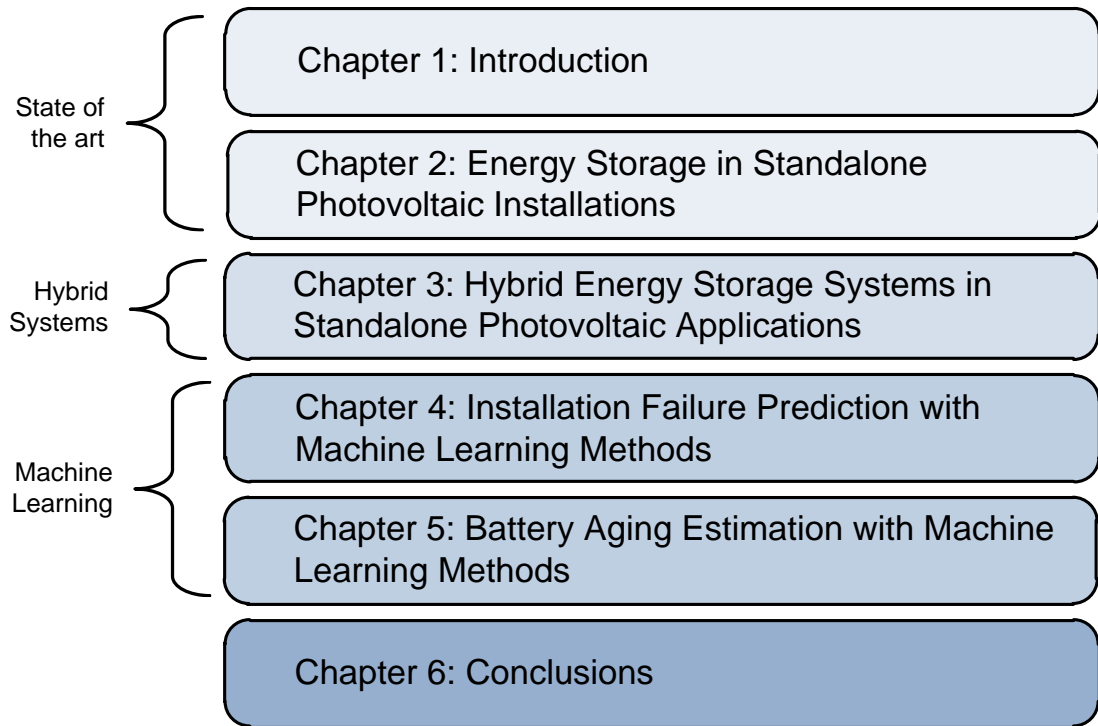 State of
the art
Chapter 1: Introduction
Chapter 2: Energy Storage in Standalone
Photovoltaic Installations
Hybrid
Systems
Chapter 3: Hybrid Energy Storage Systems in
Standalone Photovoltaic Applications
Machine
Learning
Chapter 4: Installation Failure Prediction with
Machine Learning Methods
Chapter 5: Battery Aging Estimation with Machine
Learning Methods
Chapter 6: Conclusions